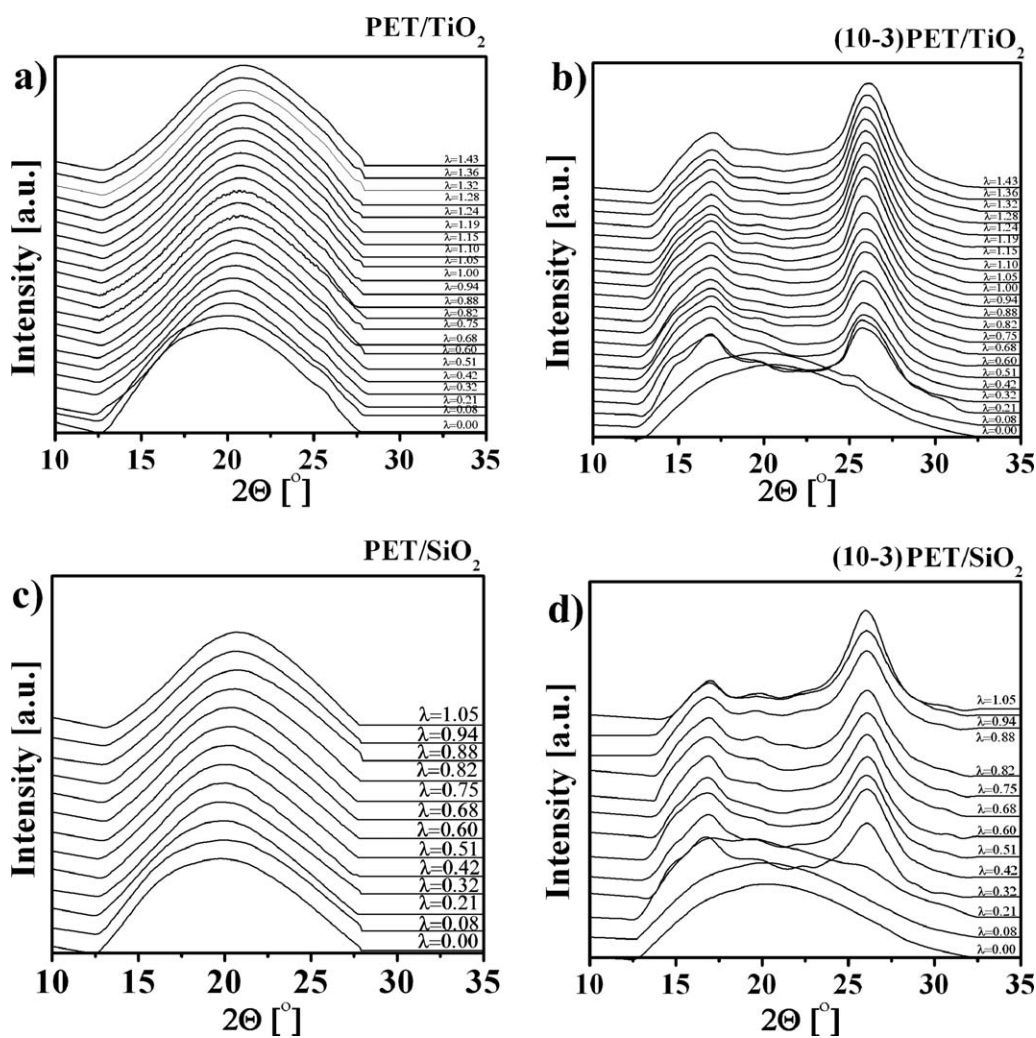 PET/TiO2
a)
λ=1.43
λ=1.36
λ=1.32
λ=1.28
λ=1.24
λ=1.19
λ=1.15
λ=1.10
λ=1.05
λ=1.00
λ=0.94
λ=0.88
λ=0.82
λ=0.75
λ=0.68
λ=0.60
λ=0.51
λ=0.42
λ=0.32
λ=0.21
λ=0.08
λ=0.00
Intensity [a.u.]
10 15 20 25 30 35
2Θ [°]
(10-3)PET/TiO2
b)
λ=1.43
λ=1.36
λ=1.32
λ=1.28
λ=1.24
λ=1.19
λ=1.15
λ=1.10
λ=1.05
λ=1.00
λ=0.94
λ=0.88
λ=0.82
λ=0.75
λ=0.68
λ=0.60
λ=0.51
λ=0.42
λ=0.32
λ=0.21
λ=0.08
λ=0.00
Intensity [a.u.]
10 15 20 25 30 35
2Θ [°]
PET/SiO2
c)
λ=1.05
λ=0.94
λ=0.88
λ=0.82
λ=0.75
λ=0.68
λ=0.60
λ=0.51
λ=0.42
λ=0.32
λ=0.21
λ=0.08
λ=0.00
Intensity [a.u.]
10 15 20 25 30 35
2Θ [°]
(10-3)PET/SiO2
d)
λ=1.05
λ=0.94
λ=0.88
λ=0.82
λ=0.75
λ=0.68
λ=0.60
λ=0.51
λ=0.42
λ=0.32
λ=0.21
λ=0.08
λ=0.00
Intensity [a.u.]
10 15 20 25 30 35
2Θ [°]